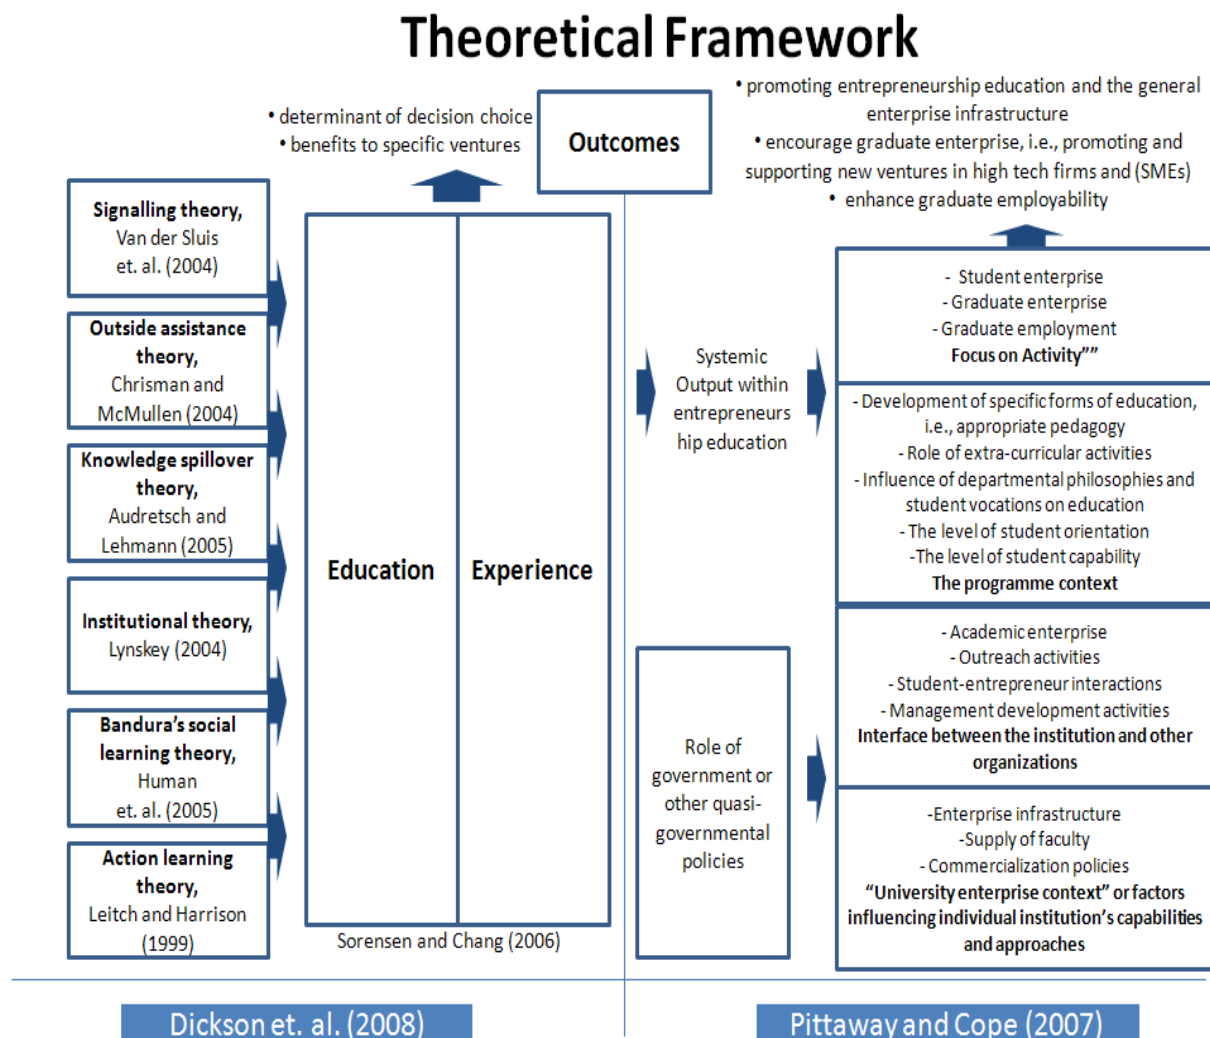 Theoretical Framework
• determinant of decision choice
• benefits to specific ventures
Outcomes
• promoting entrepreneurship education and the general
enterprise infrastructure
• encourage graduate enterprise, i.e., promoting and
supporting new ventures in high tech firms and (SMEs)
• enhance graduate employability
Signalling theory,
Van der Sluis
et. al. (2004)
Outside assistance
theory,
Chrisman and
McMullen (2004)
Knowledge spillover
theory,
Audretsch and
Lehmann (2005)
Institutional theory,
Lynskey (2004)
Bandura's social
learning theory,
Human
et. al. (2005)
Action learning
theory,
Leitch and Harrison
(1999)
Education
Experience
Sorensen and Chang (2006)
Systemic
Output within
entrepreneurs
hip education
Role of
government or
other quasi-
governmental
policies
- Student enterprise
- Graduate enterprise
- Graduate employment
Focus on Activity””
- Development of specific forms of education,
i.e., appropriate pedagogy
- Role of extra-curricular activities
- Influence of departmental philosophies and
student vocations on education
- The level of student orientation
-The level of student capability
The programme context
- Academic enterprise
- Outreach activities
- Student-entrepreneur interactions
- Management development activities
Interface between the institution and other
organizations
-Enterprise infrastructure
-Supply of faculty
- Commercialization policies
“University enterprise context” or factors
influencing individual institution’s capabilities
and approaches
Dickson et. al. (2008)
Pittaway and Cope (2007)